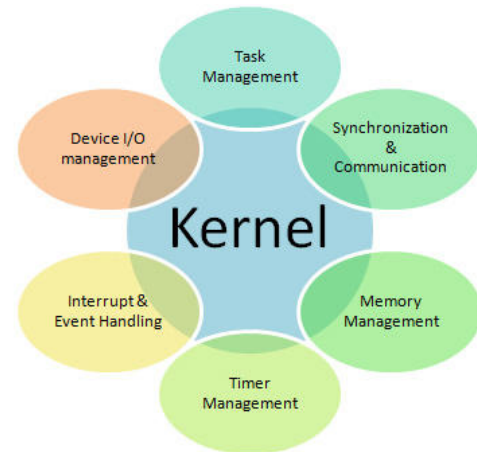 Task
Management
Device I/O
management
Synchronization
&
Communication
Kernel
Interrupt &
Event Handling
Memory
Management
Timer
Management